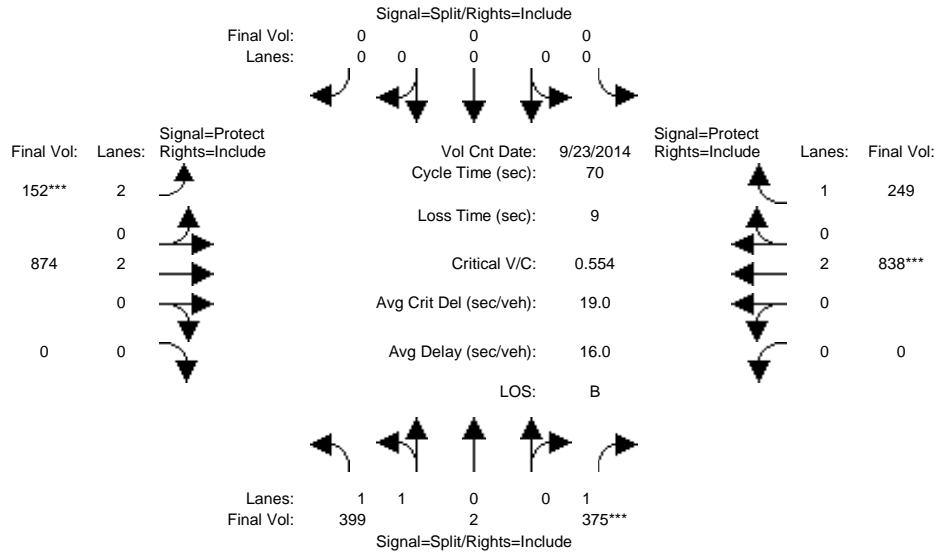 Signal=Split/Rights=Include
Final Vol: 0 0 0
Lanes: 0 0 0 0 0
Signal=Protect
Final Vol: Lanes: Rights=Include
Vol Cnt Date: 9/23/2014
Signal=Protect
Rights=Include Lanes: Final Vol:
Cycle Time (sec): 70
152*** 2
1 249
Loss Time (sec): 9
0
0
874 2
Critical V/C: 0.554
2 838***
0
Avg Crit Del (sec/veh): 19.0
0
0 0
Avg Delay (sec/veh): 16.0
0 0
LOS: B
Lanes: 1 1 0 0 1
Final Vol: 399 2 375***
Signal=Split/Rights=Include